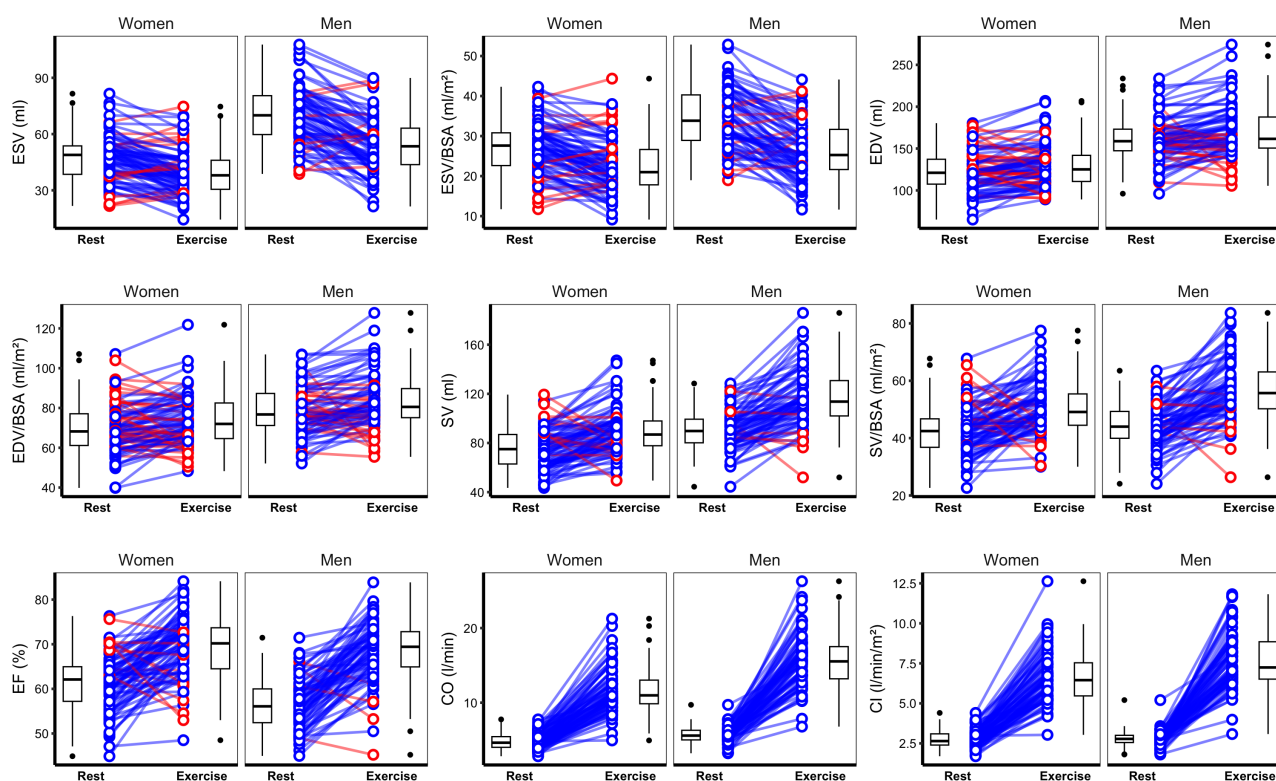 Women Men
ESV (ml)
90
60
30
Rest Exercise Rest Exercise
Women Men
ESV/BSA (ml/m²)
50
40
30
20
10
Rest Exercise Rest Exercise
Women Men
EDV (ml)
250
200
150
100
Rest Exercise Rest Exercise
Women Men
EDV/BSA (ml/m²)
120
100
80
60
40
Rest Exercise Rest Exercise
Women Men
SV (ml)
160
120
80
40
Rest Exercise Rest Exercise
Women Men
SV/BSA (ml/m²)
80
60
40
20
Rest Exercise Rest Exercise
Women Men
EF (%)
80
70
60
50
Rest Exercise Rest Exercise
Women Men
CO (l/min)
20
10
Rest Exercise Rest Exercise
Women Men
CI (l/min/m²)
12.5
10.0
7.5
5.0
2.5
Rest Exercise Rest Exercise